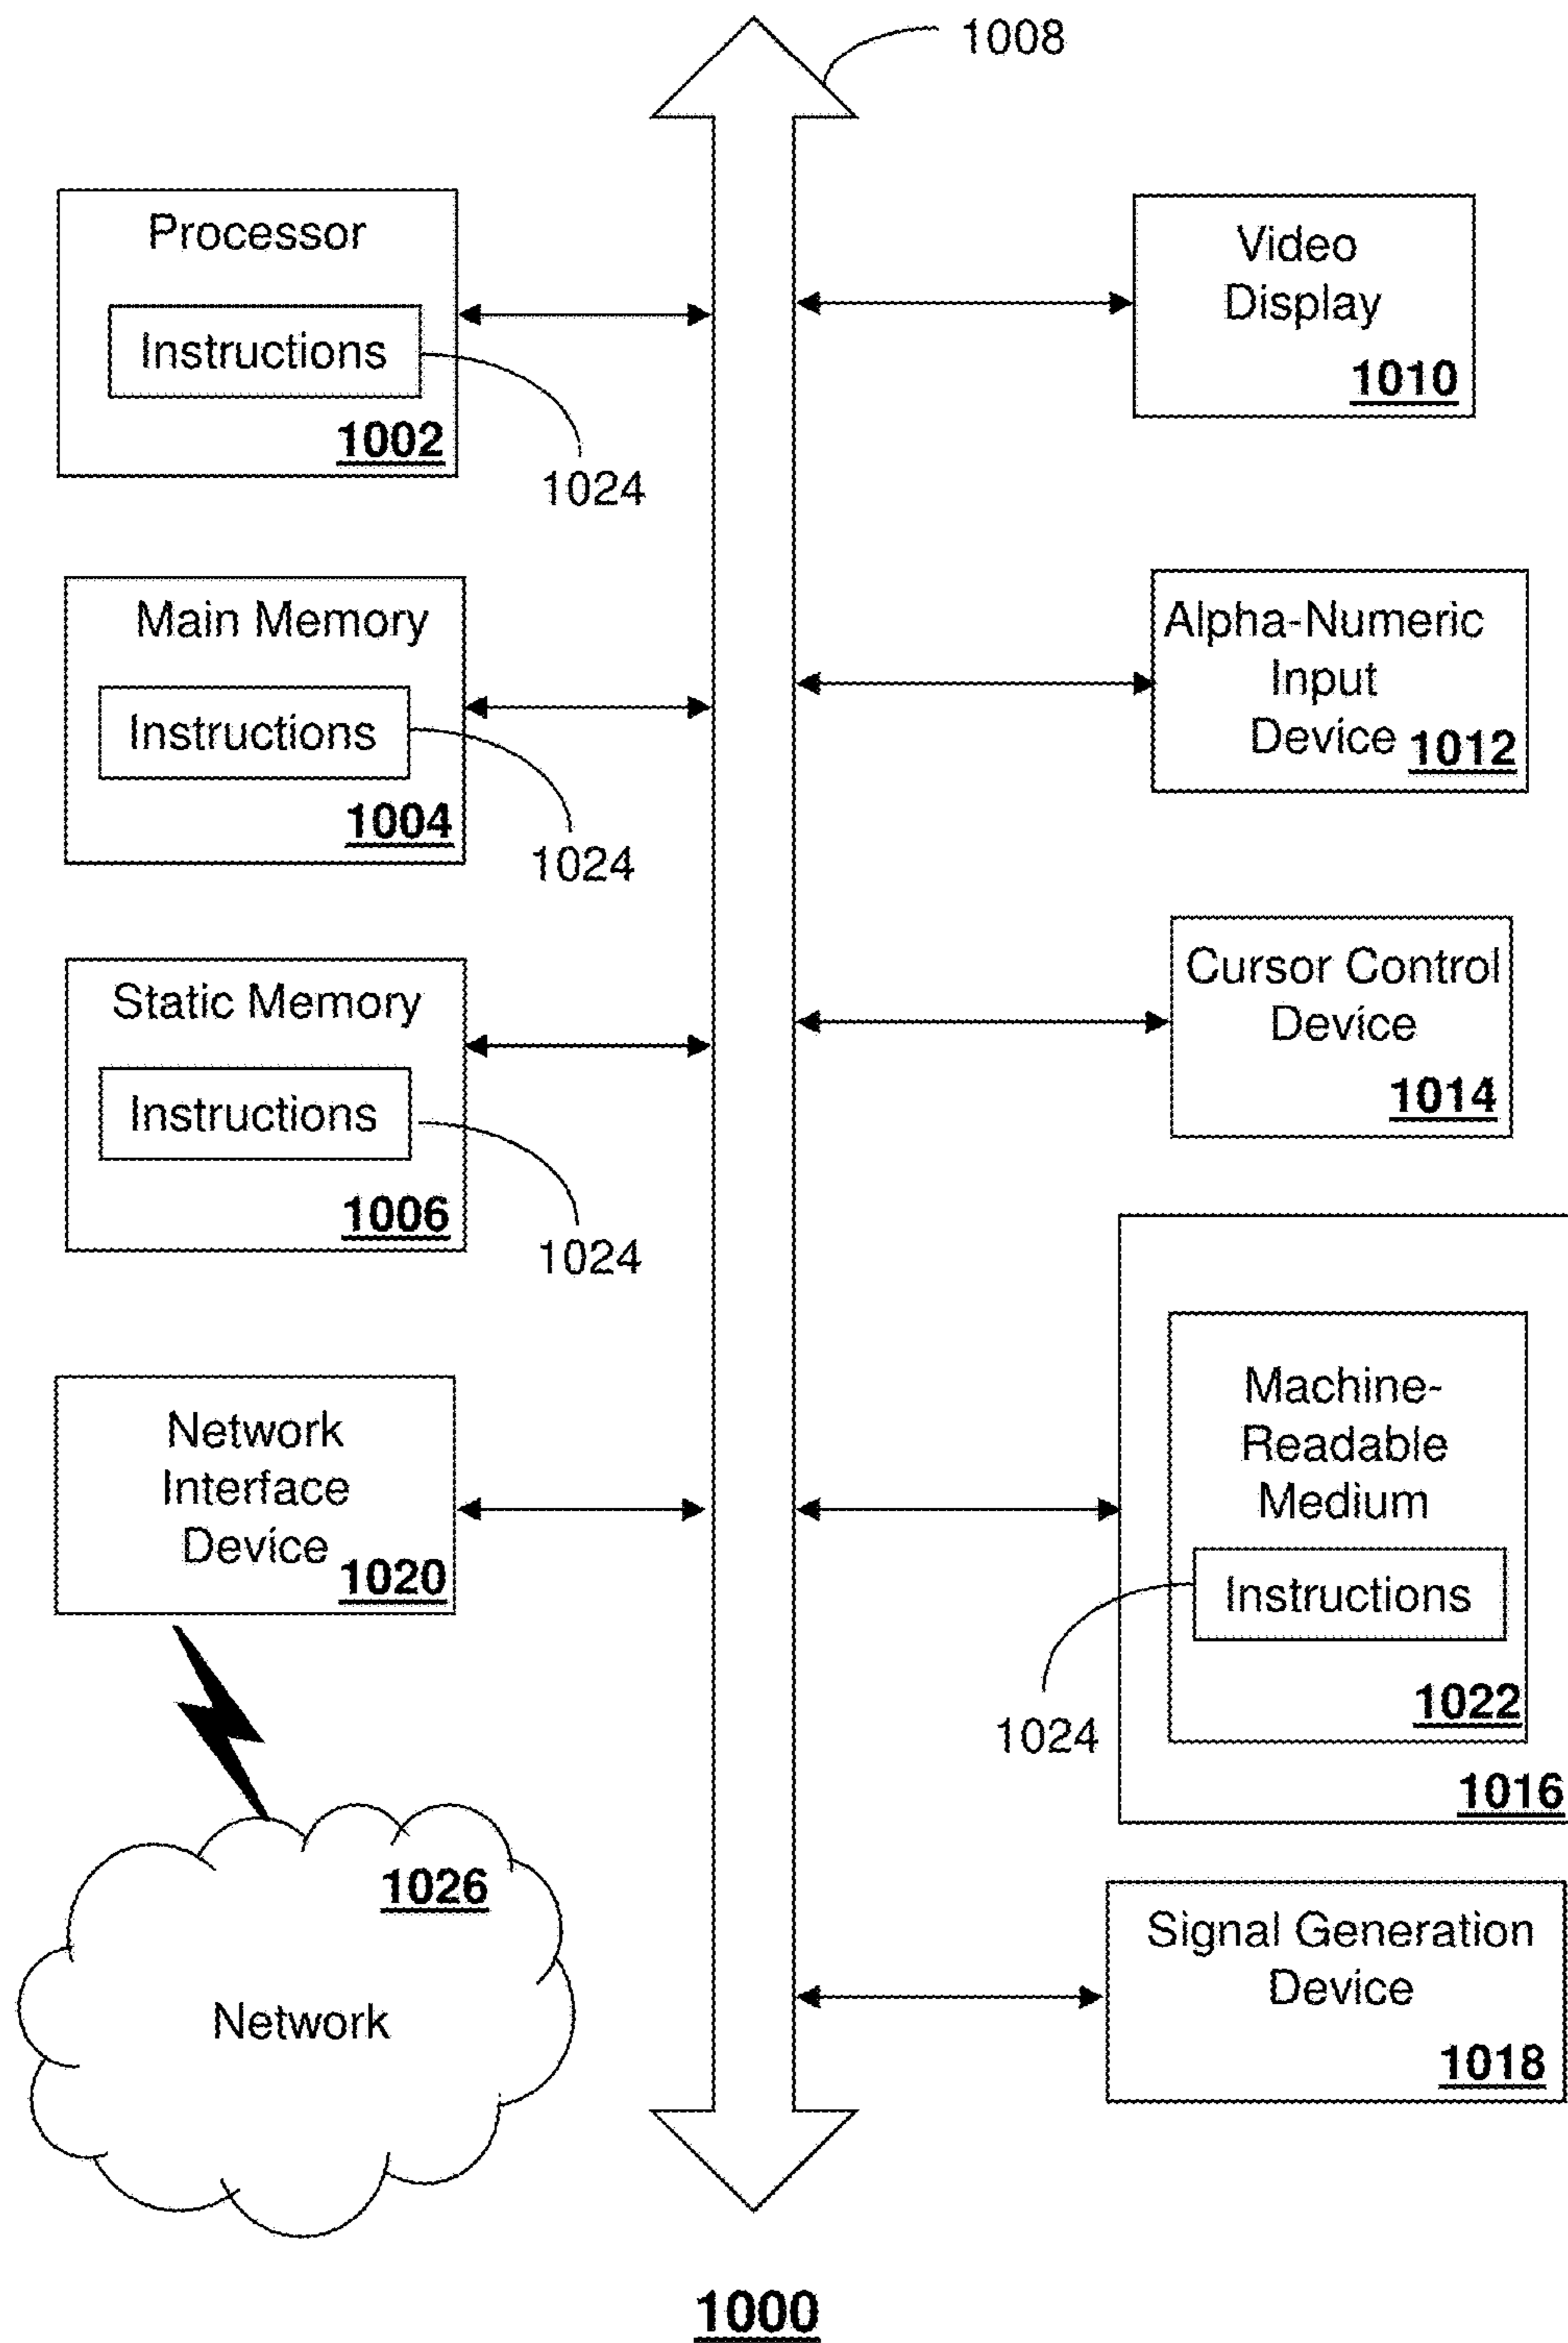 1008
Processor
Instructions
1002
1024
Video
Display
1010
Main Memory
Instructions
1004
1024
Alpha-Numeric
Input
Device 1012
Static Memory
Instructions
1006
1024
Cursor Control
Device
1014
Network
Interface
Device
1020
Machine-
Readable
Medium
Instructions
1022
1024
1016
1026
Network
Signal Generation
Device
1018
1000